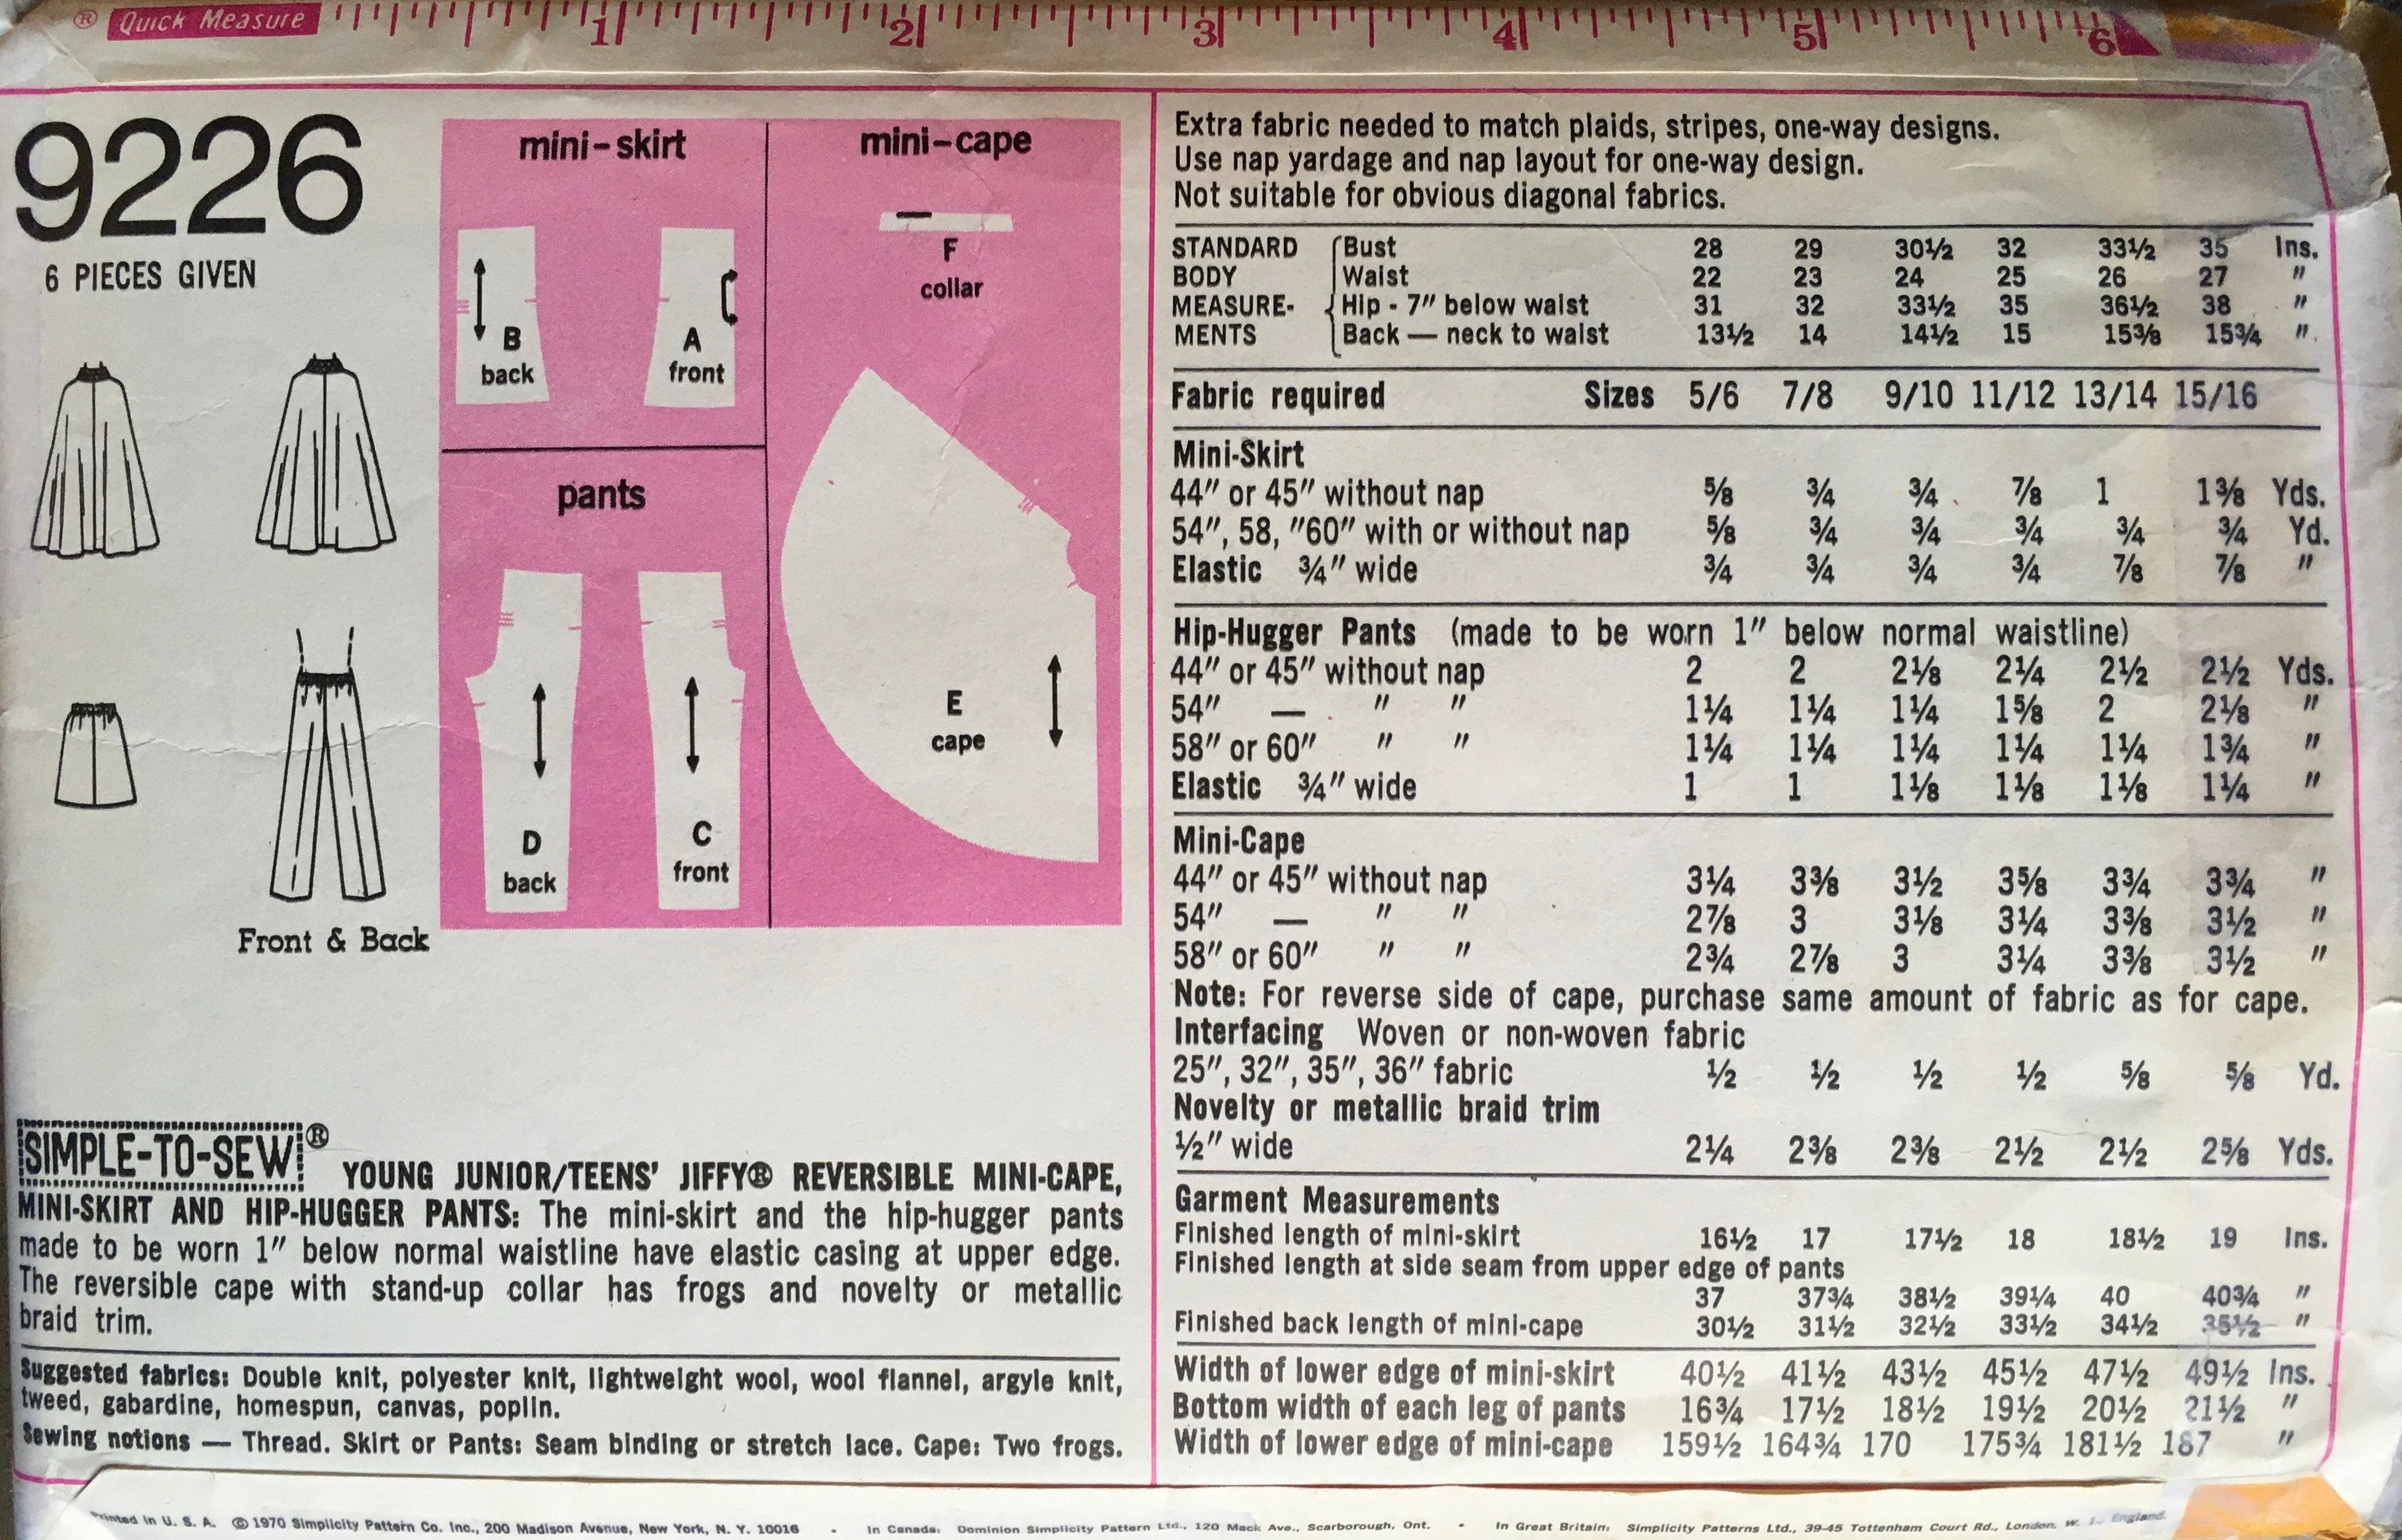 ® Quick Measure 1 2 3 4 5 6
9226
6 PIECES GIVEN
mini-skirt
B
back
A
front
mini-cape
F
collar
E
cape
pants
D
back
C
front
Front & Back
SIMPLE-TO-SEW® YOUNG JUNIOR/TEENS' JIFFY® REVERSIBLE MINI-CAPE,
MINI-SKIRT AND HIP-HUGGER PANTS: The mini-skirt and the hip-hugger pants
made to be worn 1" below normal waistline have elastic casing at upper edge.
The reversible cape with stand-up collar has frogs and novelty or metallic
braid trim.
Suggested fabrics: Double knit, polyester knit, lightweight wool, wool flannel, argyle knit,
tweed, gabardine, homespun, canvas, poplin.
Sewing notions — Thread. Skirt or Pants: Seam binding or stretch lace. Cape: Two frogs.
Extra fabric needed to match plaids, stripes, one-way designs.
Use nap yardage and nap layout for one-way design.
Not suitable for obvious diagonal fabrics.
STANDARD Bust 28 29 30½ 32 33½ 35 Ins.
BODY Waist 22 23 24 25 26 27 "
MEASURE- Hip - 7" below waist 31 32 33½ 35 36½ 38 "
MENTS Back — neck to waist 13½ 14 14½ 15 15⅜ 15¾ ".
Fabric required Sizes 5/6 7/8 9/10 11/12 13/14 15/16
Mini-Skirt
44" or 45" without nap ⅝ ¾ ¾ ⅞ 1 1⅜ Yds.
54", 58, "60" with or without nap ⅝ ¾ ¾ ¾ ¾ ¾ Yd.
Elastic ¾" wide ¾ ¾ ¾ ¾ ⅞ ⅞ "
Hip-Hugger Pants (made to be worn 1" below normal waistline)
44" or 45" without nap 2 2 2⅛ 2¼ 2½ 2½ Yds.
54" — " " 1¼ 1¼ 1¼ 1⅝ 2 2⅛ "
58" or 60" " " 1¼ 1¼ 1¼ 1¼ 1¼ 1¾ "
Elastic ¾" wide 1 1 1⅛ 1⅛ 1⅛ 1¼ "
Mini-Cape
44" or 45" without nap 3¼ 3⅜ 3½ 3⅝ 3¾ 3¾ "
54" — " " 2⅞ 3 3⅛ 3¼ 3⅜ 3½ "
58" or 60" " " 2¾ 2⅞ 3 3¼ 3⅜ 3½ "
Note: For reverse side of cape, purchase same amount of fabric as for cape.
Interfacing Woven or non-woven fabric
25", 32", 35", 36" fabric ½ ½ ½ ½ ⅝ ⅝ Yd.
Novelty or metallic braid trim
½" wide 2¼ 2⅜ 2⅜ 2½ 2½ 2⅝ Yds.
Garment Measurements
Finished length of mini-skirt 16½ 17 17½ 18 18½ 19 Ins.
Finished length at side seam from upper edge of pants
37 37¾ 38½ 39¼ 40 40¾ "
Finished back length of mini-cape 30½ 31½ 32½ 33½ 34½ 35½ "
Width of lower edge of mini-skirt 40½ 41½ 43½ 45½ 47½ 49½ Ins.
Bottom width of each leg of pants 16¾ 17½ 18½ 19½ 20½ 21½ "
Width of lower edge of mini-cape 159½ 164¾ 170 175¾ 181½ 187 "
Printed in U. S. A. © 1970 Simplicity Pattern Co. Inc., 200 Madison Avenue, New York, N. Y. 10016 • In Canada: Dominion Simplicity Pattern Ltd., 120 Mack Ave., Scarborough, Ont. • In Great Britain: Simplicity Patterns Ltd., 39-45 Tottenham Court Rd., London, W. 1., England.